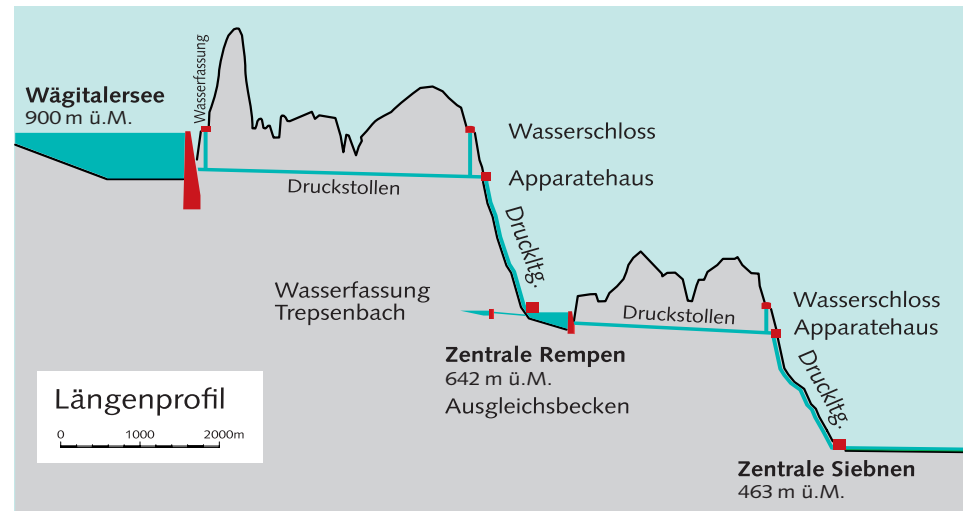 Wasserfassung
Wägitalersee
900 m ü.M.
Wasserschloss
Druckstollen
Apparatehaus
Druckltg.
Wasserfassung
Trepsenbach
Druckstollen
Wasserschloss
Apparatehaus
Zentrale Rempen
642 m ü.M.
Ausgleichsbecken
Druckltg.
Längenprofil
0 1000 2000m
Zentrale Siebnen
463 m ü.M.